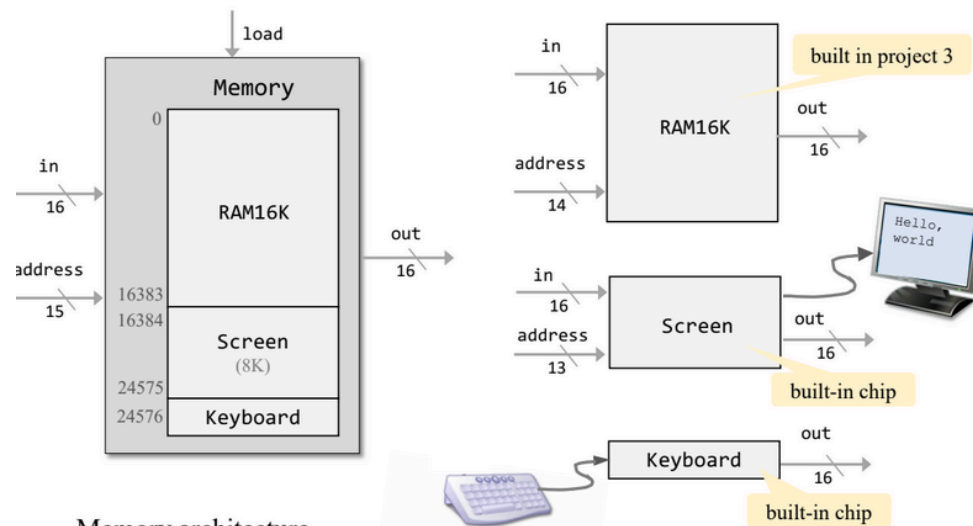 load
Memory
0
in
16
RAM16K
out
16
address
15
16383
16384
Screen
(8K)
24575
24576
Keyboard
Memory architecture
in
16
built in project 3
RAM16K
out
16
address
14
Hello,
world
in
16
Screen
address
13
out
16
built-in chip
Keyboard
out
16
built-in chip